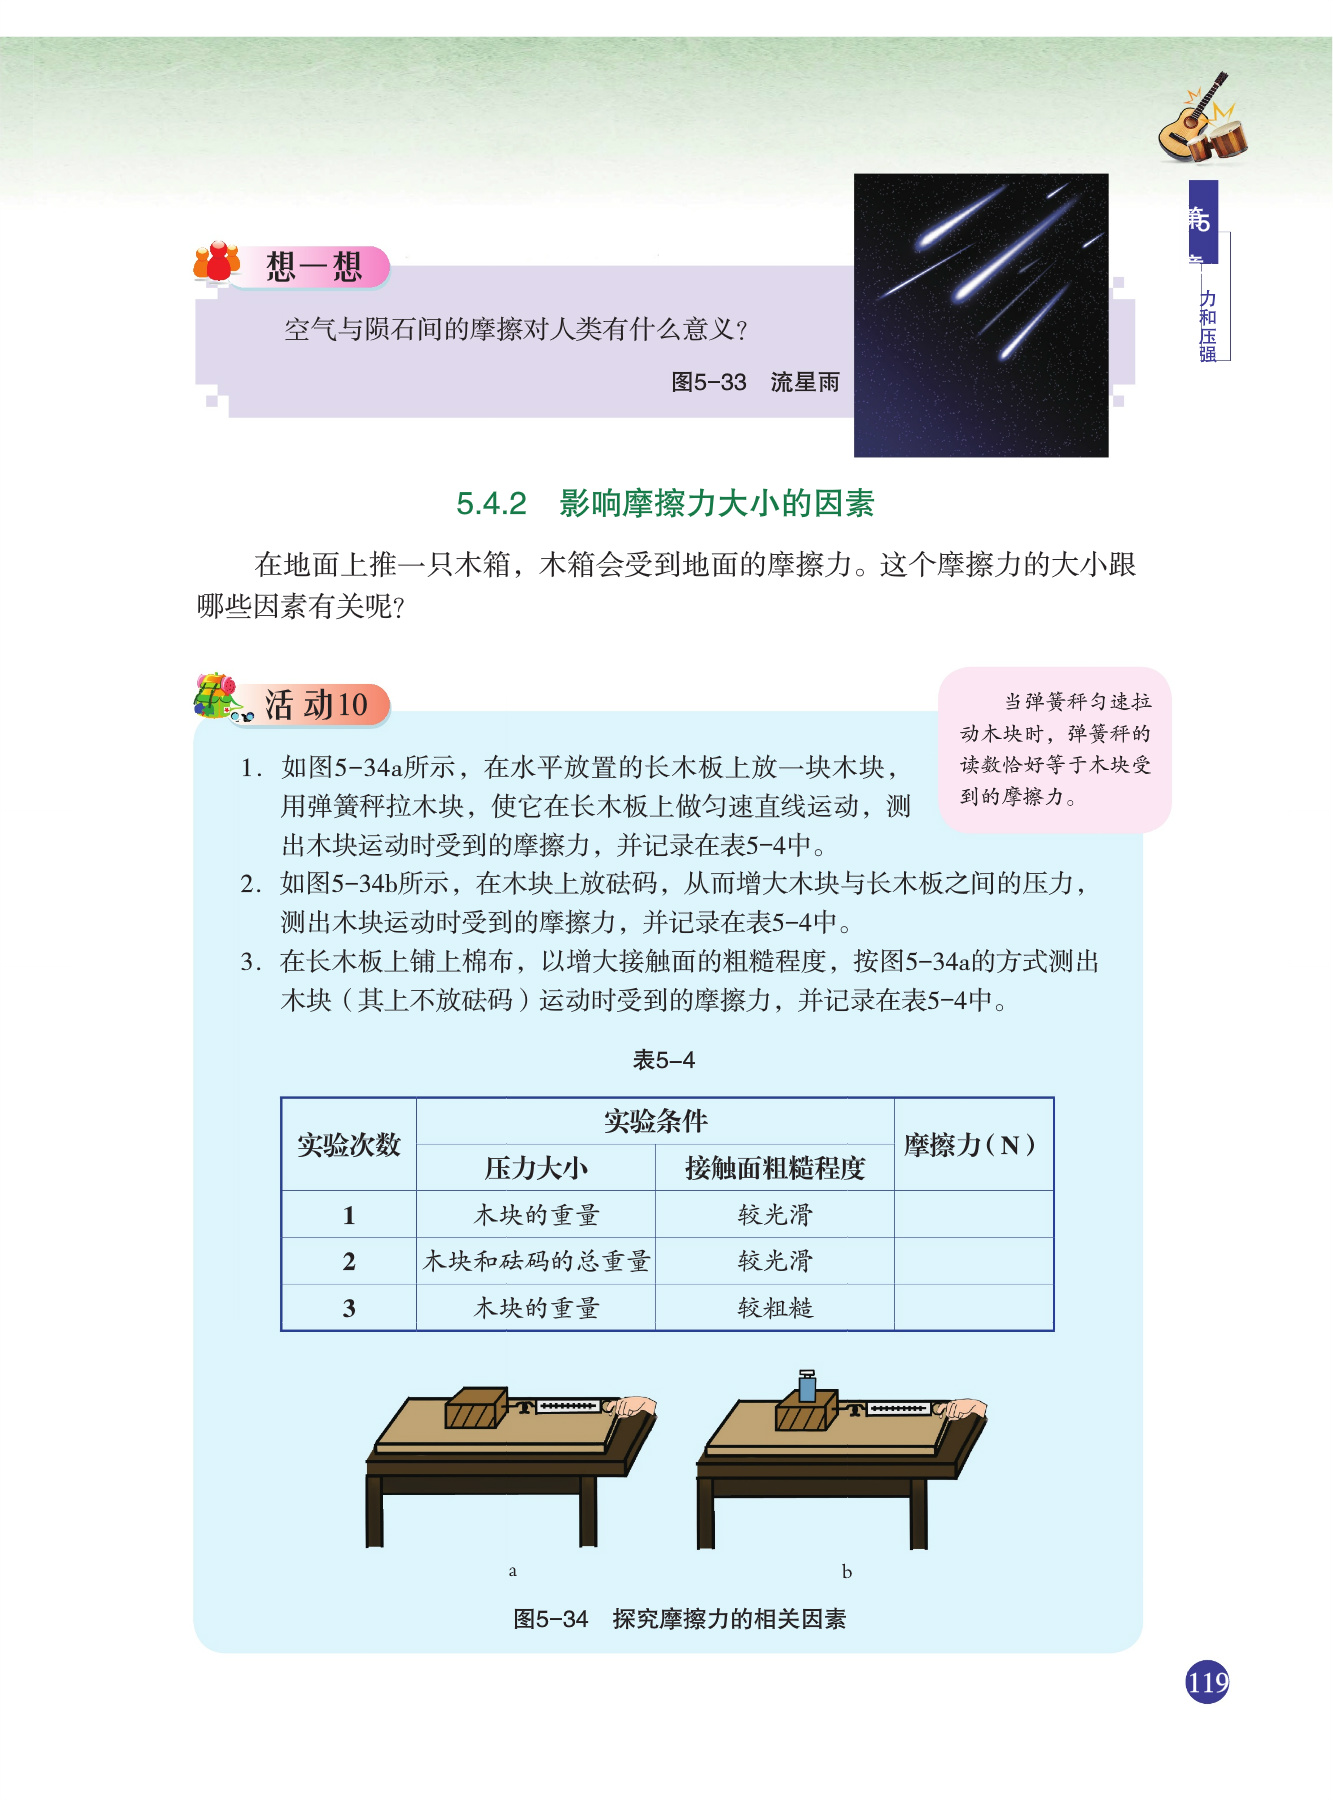 第5章
力和压强
想一想
空气与陨石间的摩擦对人类有什么意义?
图5-33 流星雨
5.4.2 影响摩擦力大小的因素
在地面上推一只木箱，木箱会受到地面的摩擦力。这个摩擦力的大小跟
哪些因素有关呢?
活动10
当弹簧秤匀速拉
动木块时，弹簧秤的
读数恰好等于木块受
到的摩擦力。
1. 如图5-34a所示，在水平放置的长木板上放一块木块，
用弹簧秤拉木块，使它在长木板上做匀速直线运动，测
出木块运动时受到的摩擦力，并记录在表5-4中。
2. 如图5-34b所示，在木块上放砝码，从而增大木块与长木板之间的压力，
测出木块运动时受到的摩擦力，并记录在表5-4中。
3. 在长木板上铺上棉布，以增大接触面的粗糙程度，按图5-34a的方式测出
木块（其上不放砝码）运动时受到的摩擦力，并记录在表5-4中。
表5-4
实验次数 实验条件 摩擦力（N）
压力大小 接触面粗糙程度
1 木块的重量 较光滑
2 木块和砝码的总重量 较光滑
3 木块的重量 较粗糙
a b
图5-34 探究摩擦力的相关因素
119